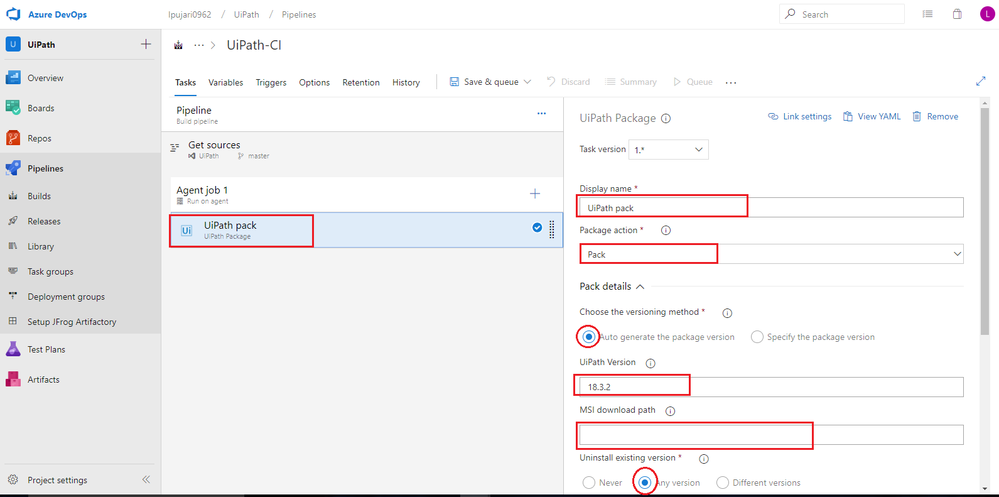 Azure DevOps
lpujari0962 / UiPath / Pipelines
Search
L
U UiPath
Overview
Boards
Repos
Pipelines
Builds
Releases
Library
Task groups
Deployment groups
Setup JFrog Artifactory
Test Plans
Artifacts
Project settings
··· > UiPath-CI
Tasks Variables Triggers Options Retention History Save & queue Discard Summary Queue ...
Pipeline
Build pipeline
Get sources
UiPath master
Agent job 1
Run on agent
Ui UiPath pack
UiPath Package
UiPath Package
Link settings View YAML Remove
Task version 1.*
Display name *
UiPath pack
Package action *
Pack
Pack details
Choose the versioning method *
Auto generate the package version Specify the package version
UiPath Version
18.3.2
MSI download path
Uninstall existing version *
Never Any version Different versions